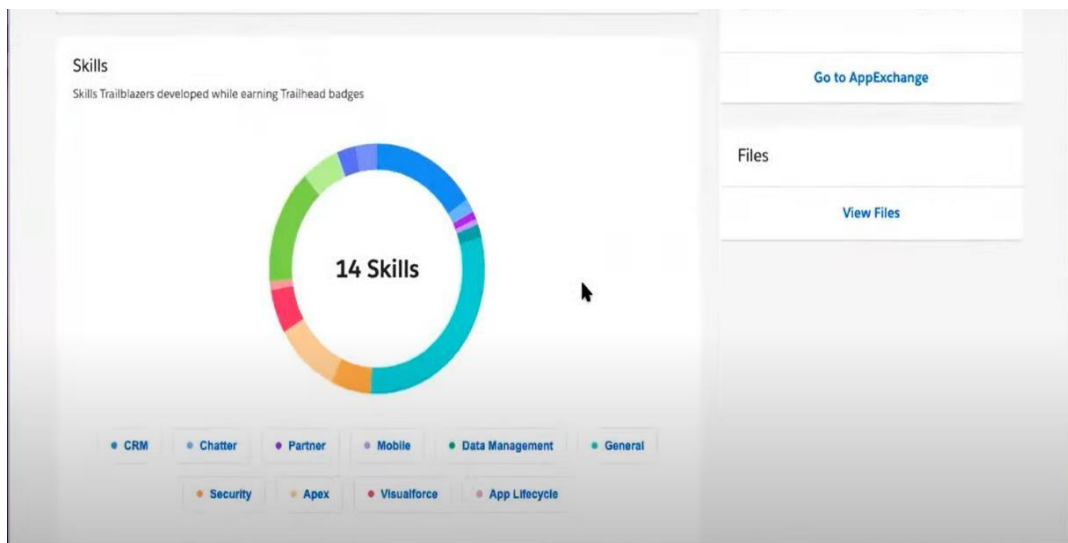 Skills
Skills Trailblazers developed while earning Trailhead badges
14 Skills
CRM
Chatter
Partner
Mobile
Data Management
General
Security
Apex
Visualforce
App Lifecycle
Go to AppExchange
Files
View Files